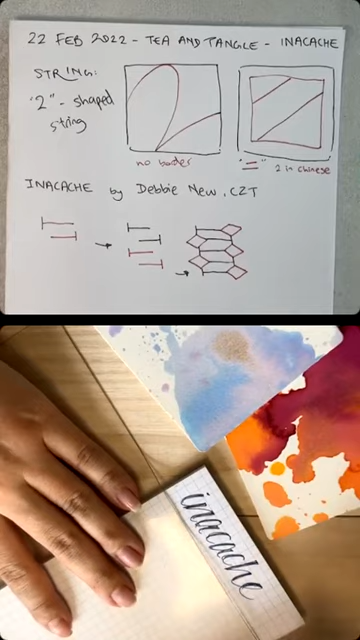 22 FEB 2022 - TEA AND TANGLE - INACACHE
STRING:
"2" - shaped
string
no border
"二" 2 in chinese
INACACHE by Debbie New, CZT
inacache